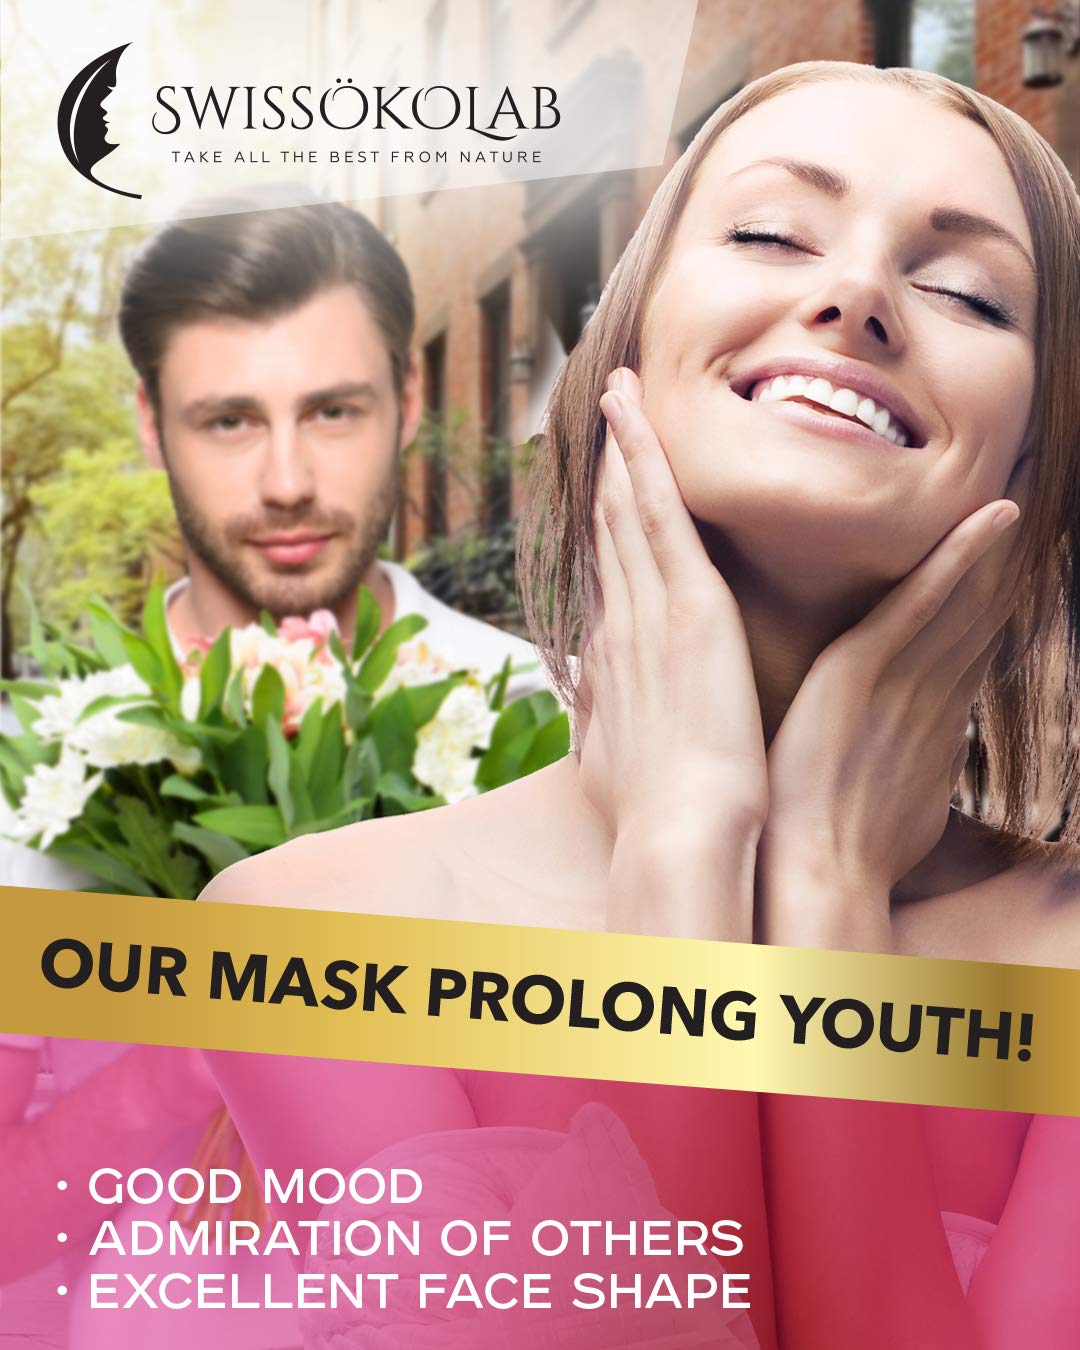 SWISSÖKOLAB
TAKE ALL THE BEST FROM NATURE
OUR MASK PROLONG YOUTH!
· GOOD MOOD
· ADMIRATION OF OTHERS
· EXCELLENT FACE SHAPE